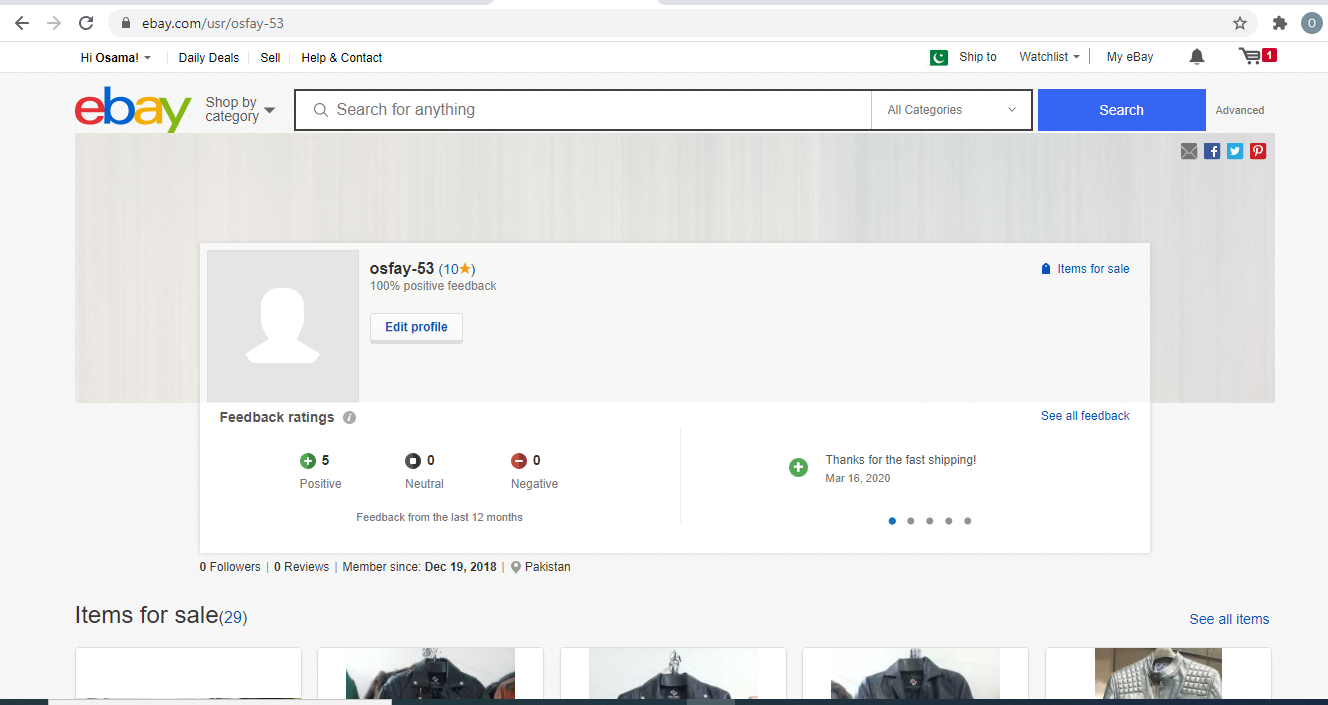 ebay.com/usr/osfay-53
O
Hi Osama!
Daily Deals
Sell
Help & Contact
Ship to
Watchlist
My eBay
1
ebay
Shop by
category
Search for anything
All Categories
Search
Advanced
osfay-53 (10★)
100% positive feedback
Items for sale
Edit profile
Feedback ratings
See all feedback
5
Positive
0
Neutral
0
Negative
Feedback from the last 12 months
Thanks for the fast shipping!
Mar 16, 2020
0 Followers | 0 Reviews | Member since: Dec 19, 2018 | Pakistan
Items for sale(29)
See all items